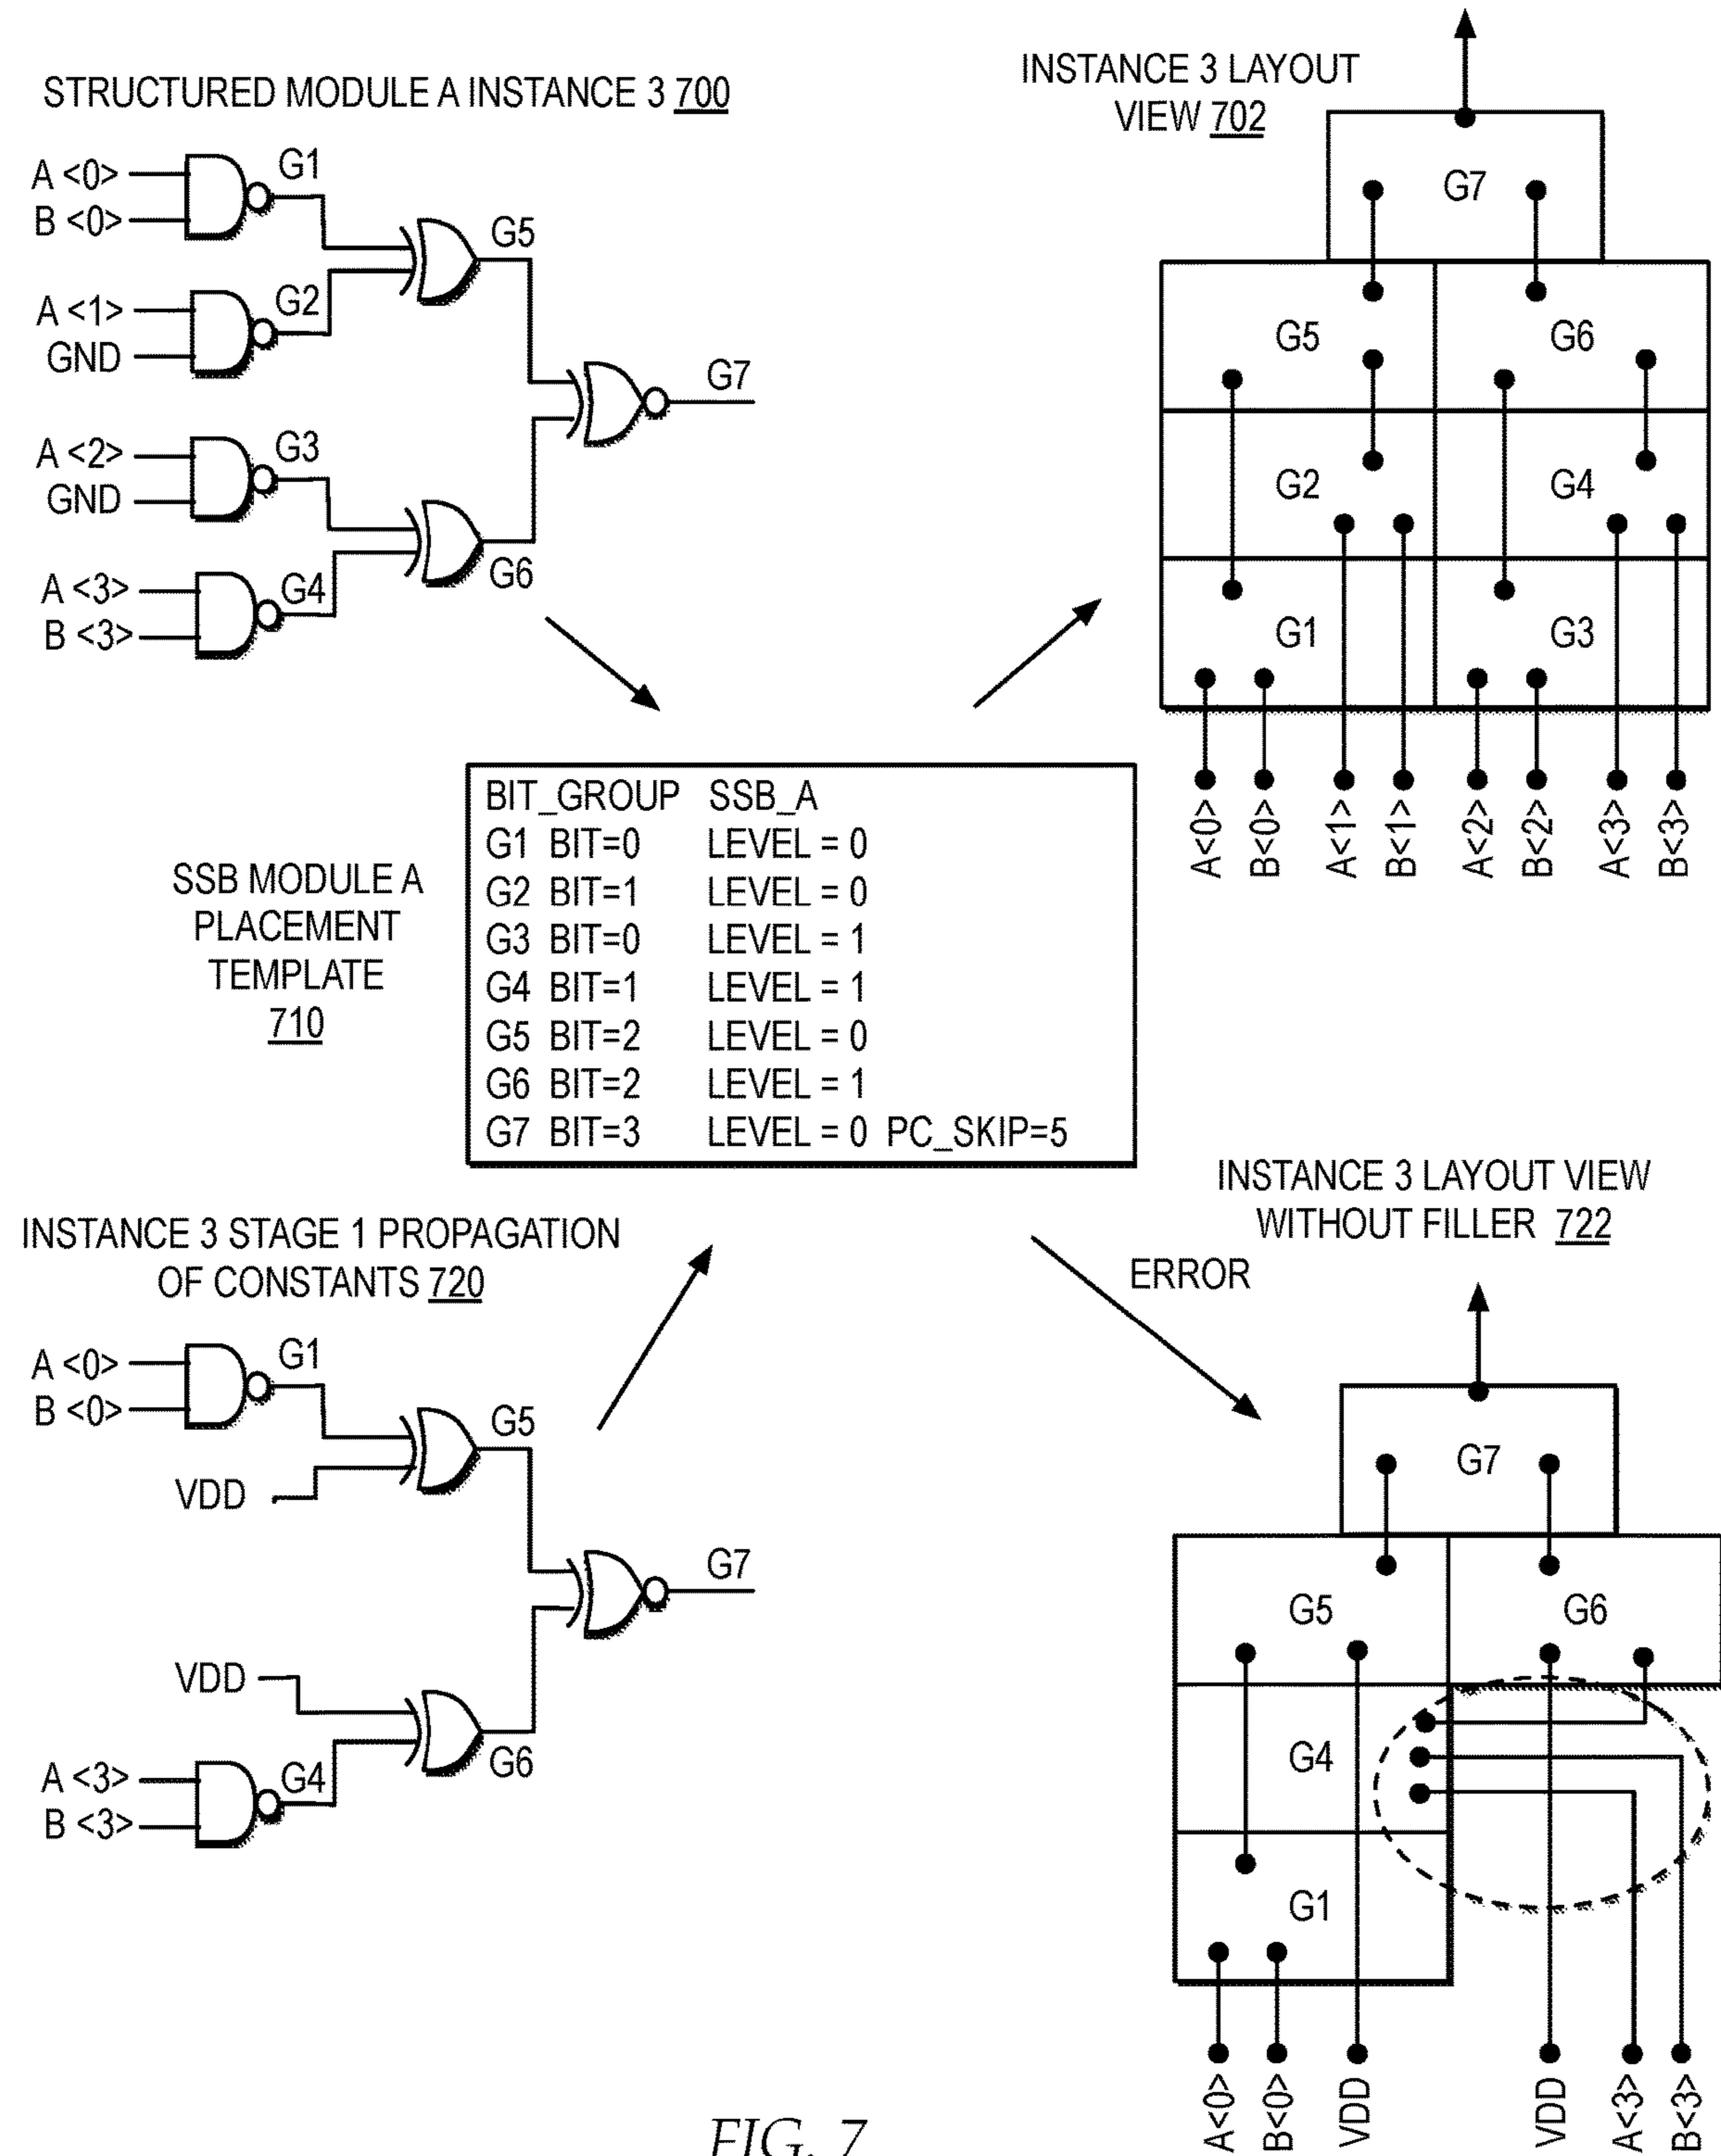 STRUCTURED MODULE A INSTANCE 3 700
A <0>
B <0>
G1
A <1>
GND
G2
G5
A <2>
GND
G3
A <3>
B <3>
G4
G6
G7
INSTANCE 3 LAYOUT
VIEW 702
G7
G5
G6
G2
G4
G1
G3
A<0>
B<0>
A<1>
B<1>
A<2>
B<2>
A<3>
B<3>
SSB MODULE A
PLACEMENT
TEMPLATE
710
BIT_GROUP SSB_A
G1 BIT=0 LEVEL = 0
G2 BIT=1 LEVEL = 0
G3 BIT=0 LEVEL = 1
G4 BIT=1 LEVEL = 1
G5 BIT=2 LEVEL = 0
G6 BIT=2 LEVEL = 1
G7 BIT=3 LEVEL = 0 PC_SKIP=5
INSTANCE 3 STAGE 1 PROPAGATION
OF CONSTANTS 720
A <0>
B <0>
G1
VDD
G5
VDD
A <3>
B <3>
G4
G6
G7
ERROR
INSTANCE 3 LAYOUT VIEW
WITHOUT FILLER 722
G7
G5
G6
G4
G1
A<0>
B<0>
VDD
VDD
A<3>
B<3>
FIG. 7